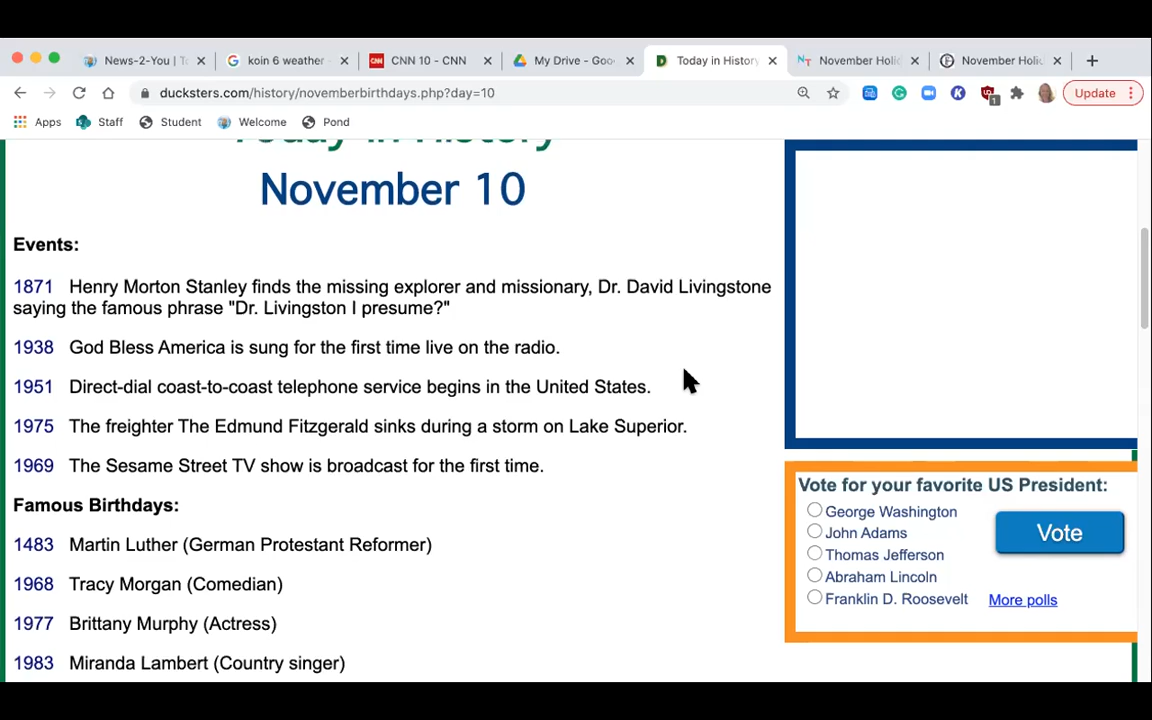 News-2-You | To
koin 6 weather
CNN 10 - CNN
My Drive - Goo
Today in History
November Holi
November Holi
ducksters.com/history/novemberbirthdays.php?day=10
1
Update
Apps
Staff
Student
Welcome
Pond
Today in History
November 10
Events:
1871 Henry Morton Stanley finds the missing explorer and missionary, Dr. David Livingstone
saying the famous phrase "Dr. Livingston I presume?"
1938 God Bless America is sung for the first time live on the radio.
1951 Direct-dial coast-to-coast telephone service begins in the United States.
1975 The freighter The Edmund Fitzgerald sinks during a storm on Lake Superior.
1969 The Sesame Street TV show is broadcast for the first time.
Famous Birthdays:
1483 Martin Luther (German Protestant Reformer)
1968 Tracy Morgan (Comedian)
1977 Brittany Murphy (Actress)
1983 Miranda Lambert (Country singer)
Vote for your favorite US President:
George Washington
John Adams
Thomas Jefferson
Abraham Lincoln
Franklin D. Roosevelt
Vote
More polls